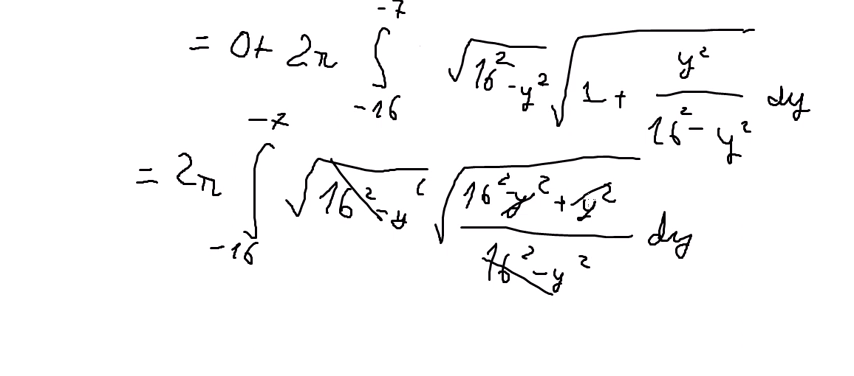 = 0 + 2π ∫_{-16}^{-7} √(16² - y²) √(1 + y²/(16² - y²)) dy
= 2π ∫_{-16}^{-7} √(16² - y²) √((16² - y² + y²)/(16² - y²)) dy